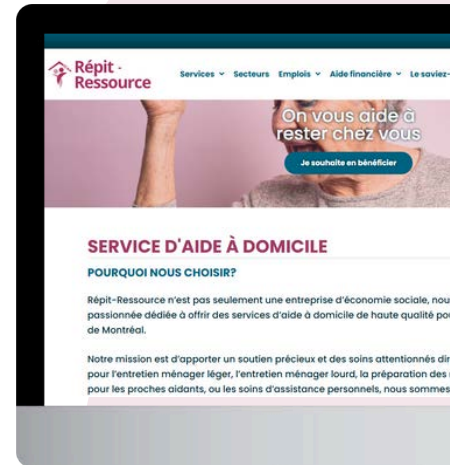 Répit -
Ressource
Services
Secteurs
Emplois
Aide financière
Le saviez-
On vous aide à
rester chez vous
Je souhaite en bénéficier
SERVICE D'AIDE À DOMICILE
POURQUOI NOUS CHOISIR?
Répit-Ressource n'est pas seulement une entreprise d'économie sociale, nou
passionnée dédiée à offrir des services d'aide à domicile de haute qualité pou
de Montréal.
Notre mission est d'apporter un soutien précieux et des soins attentionnés dir
pour l'entretien ménager léger, l'entretien ménager lourd, la préparation des
pour les proches aidants, ou les soins d'assistance personnels, nous sommes